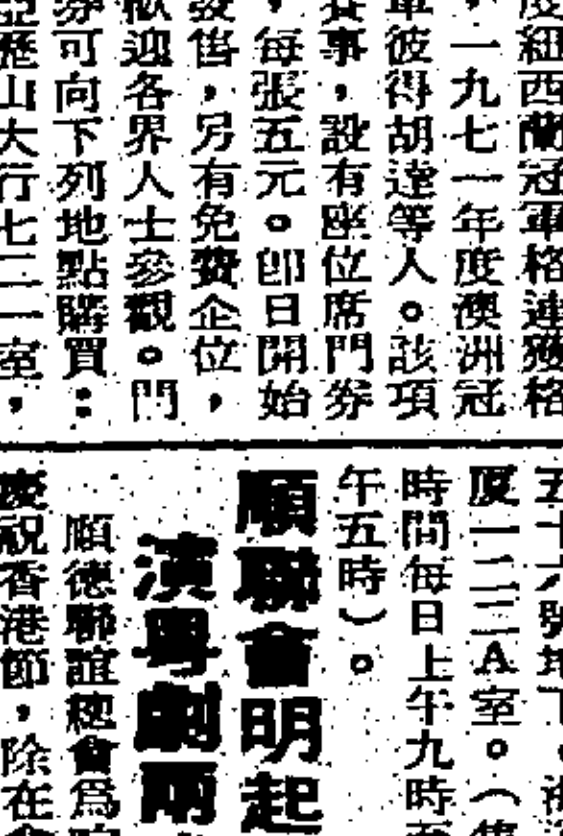 度紐西蘭冠軍格連獲格
，一九七一年度澳洲冠
軍彼得胡達等人。該項
賽事，設有座位席門券
，每張五元。即日開始
發售，另有免費企位，
歡迎各界人士參觀。門
券可向下列地點購買：
亞歷山大行七二一室，
五十六號地下。
厦一二三A室。（
時間每日上午九時至
午五時）。
順聯會明起
演粤劇兩
順德聯誼總會爲响
慶祝香港節，除在